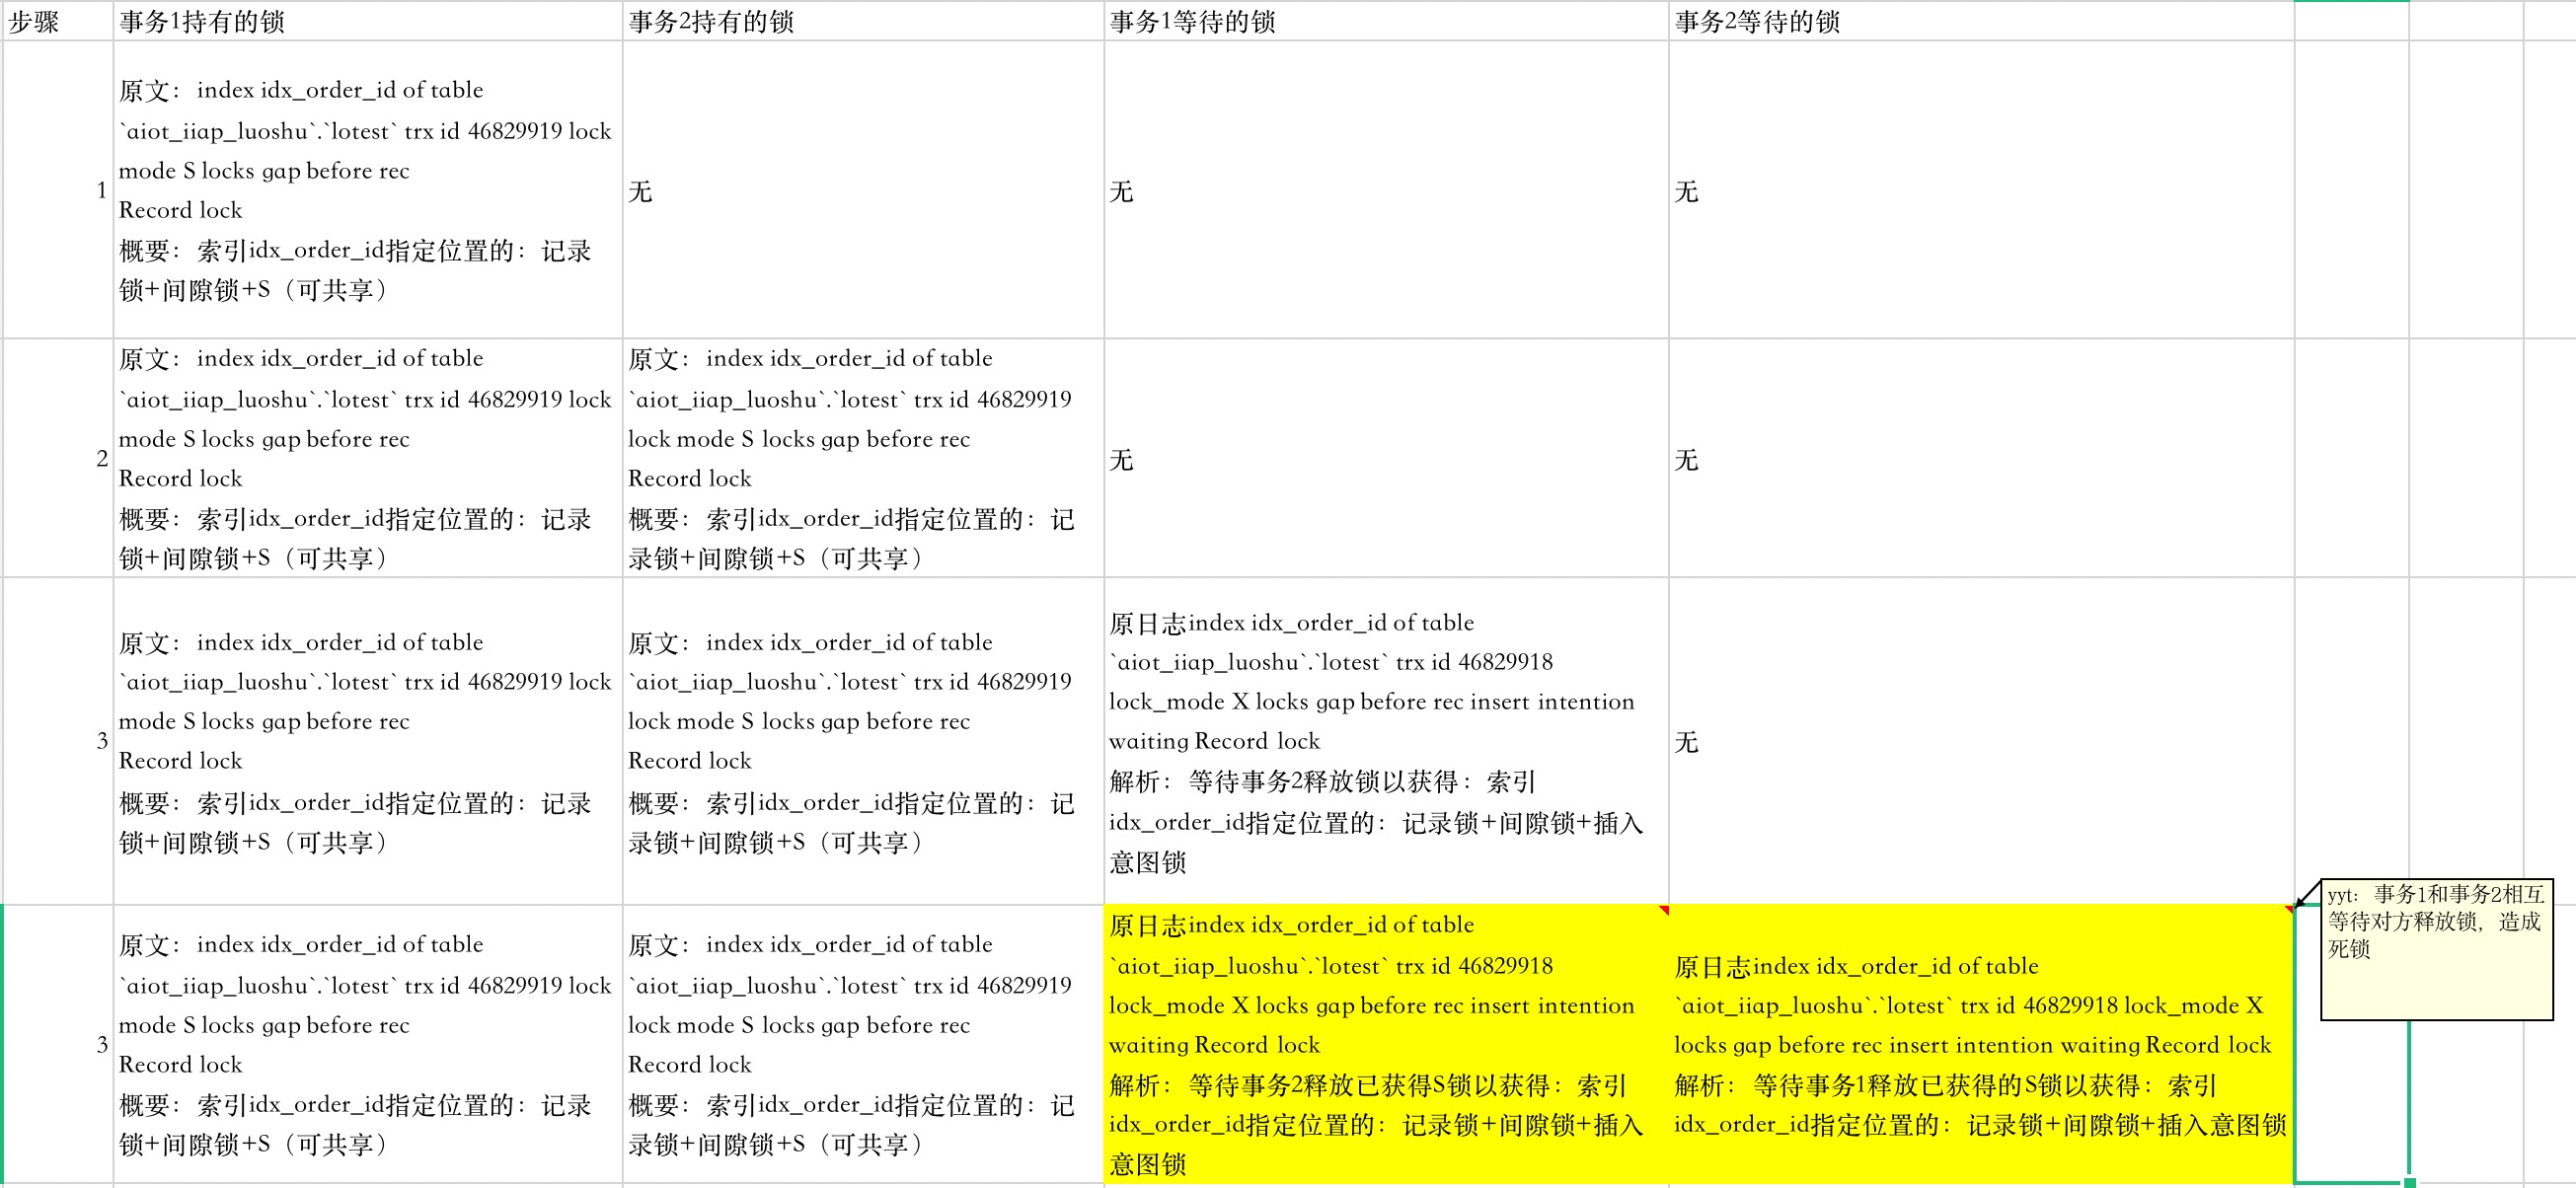 步骤
事务1持有的锁
事务2持有的锁
事务1等待的锁
事务2等待的锁
1
原文：index idx_order_id of table
`aiot_iiap_luoshu`.`lotest` trx id 46829919 lock
mode S locks gap before rec
Record lock
概要：索引idx_order_id指定位置的：记录
锁+间隙锁+S（可共享）
无
无
无
2
原文：index idx_order_id of table
`aiot_iiap_luoshu`.`lotest` trx id 46829919 lock
mode S locks gap before rec
Record lock
概要：索引idx_order_id指定位置的：记录
锁+间隙锁+S（可共享）
原文：index idx_order_id of table
`aiot_iiap_luoshu`.`lotest` trx id 46829919
lock mode S locks gap before rec
Record lock
概要：索引idx_order_id指定位置的：记
录锁+间隙锁+S（可共享）
无
无
3
原文：index idx_order_id of table
`aiot_iiap_luoshu`.`lotest` trx id 46829919 lock
mode S locks gap before rec
Record lock
概要：索引idx_order_id指定位置的：记录
锁+间隙锁+S（可共享）
原文：index idx_order_id of table
`aiot_iiap_luoshu`.`lotest` trx id 46829919
lock mode S locks gap before rec
Record lock
概要：索引idx_order_id指定位置的：记
录锁+间隙锁+S（可共享）
原日志index idx_order_id of table
`aiot_iiap_luoshu`.`lotest` trx id 46829918
lock_mode X locks gap before rec insert intention
waiting Record lock
解析：等待事务2释放锁以获得：索引
idx_order_id指定位置的：记录锁+间隙锁+插入
意图锁
无
3
原文：index idx_order_id of table
`aiot_iiap_luoshu`.`lotest` trx id 46829919 lock
mode S locks gap before rec
Record lock
概要：索引idx_order_id指定位置的：记录
锁+间隙锁+S（可共享）
原文：index idx_order_id of table
`aiot_iiap_luoshu`.`lotest` trx id 46829919
lock mode S locks gap before rec
Record lock
概要：索引idx_order_id指定位置的：记
录锁+间隙锁+S（可共享）
原日志index idx_order_id of table
`aiot_iiap_luoshu`.`lotest` trx id 46829918
lock_mode X locks gap before rec insert intention
waiting Record lock
解析：等待事务2释放已获得S锁以获得：索引
idx_order_id指定位置的：记录锁+间隙锁+插入
意图锁
原日志index idx_order_id of table
`aiot_iiap_luoshu`.`lotest` trx id 46829918 lock_mode X
locks gap before rec insert intention waiting Record lock
解析：等待事务1释放已获得的S锁以获得：索引
idx_order_id指定位置的：记录锁+间隙锁+插入意图锁
yyt：事务1和事务2相互
等待对方释放锁，造成
死锁